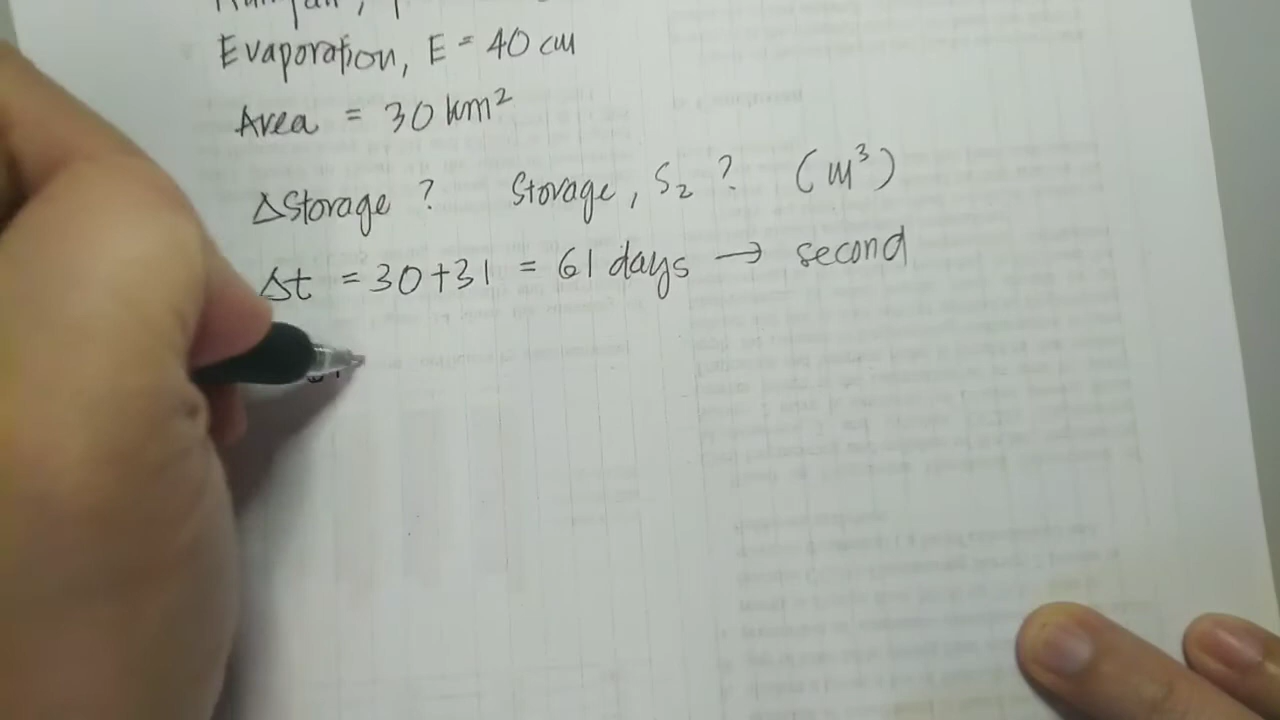 Evaporation, E = 40 cm
Area = 30 km²
ΔStorage ? Storage, S₂ ? (m³)
Δt = 30+31 = 61 days → second